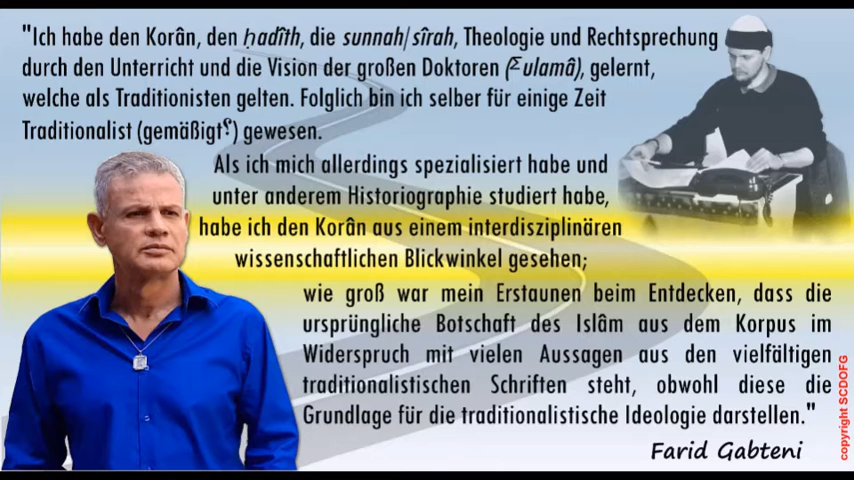 "Ich habe den Korân, den ḥadîth, die sunnah/sîrah, Theologie und Rechtsprechung
durch den Unterricht und die Vision der großen Doktoren (Σulamâ), gelernt,
welche als Traditionisten gelten. Folglich bin ich selber für einige Zeit
Traditionalist (gemäßigt⸮) gewesen.
Als ich mich allerdings spezialisiert habe und
unter anderem Historiographie studiert habe,
habe ich den Korân aus einem interdisziplinären
wissenschaftlichen Blickwinkel gesehen;
wie groß war mein Erstaunen beim Entdecken, dass die
ursprüngliche Botschaft des Islâm aus dem Korpus im
Widerspruch mit vielen Aussagen aus den vielfältigen
traditionalistischen Schriften steht, obwohl diese die
Grundlage für die traditionalistische Ideologie darstellen."
Farid Gabteni
copyright SCDOFG